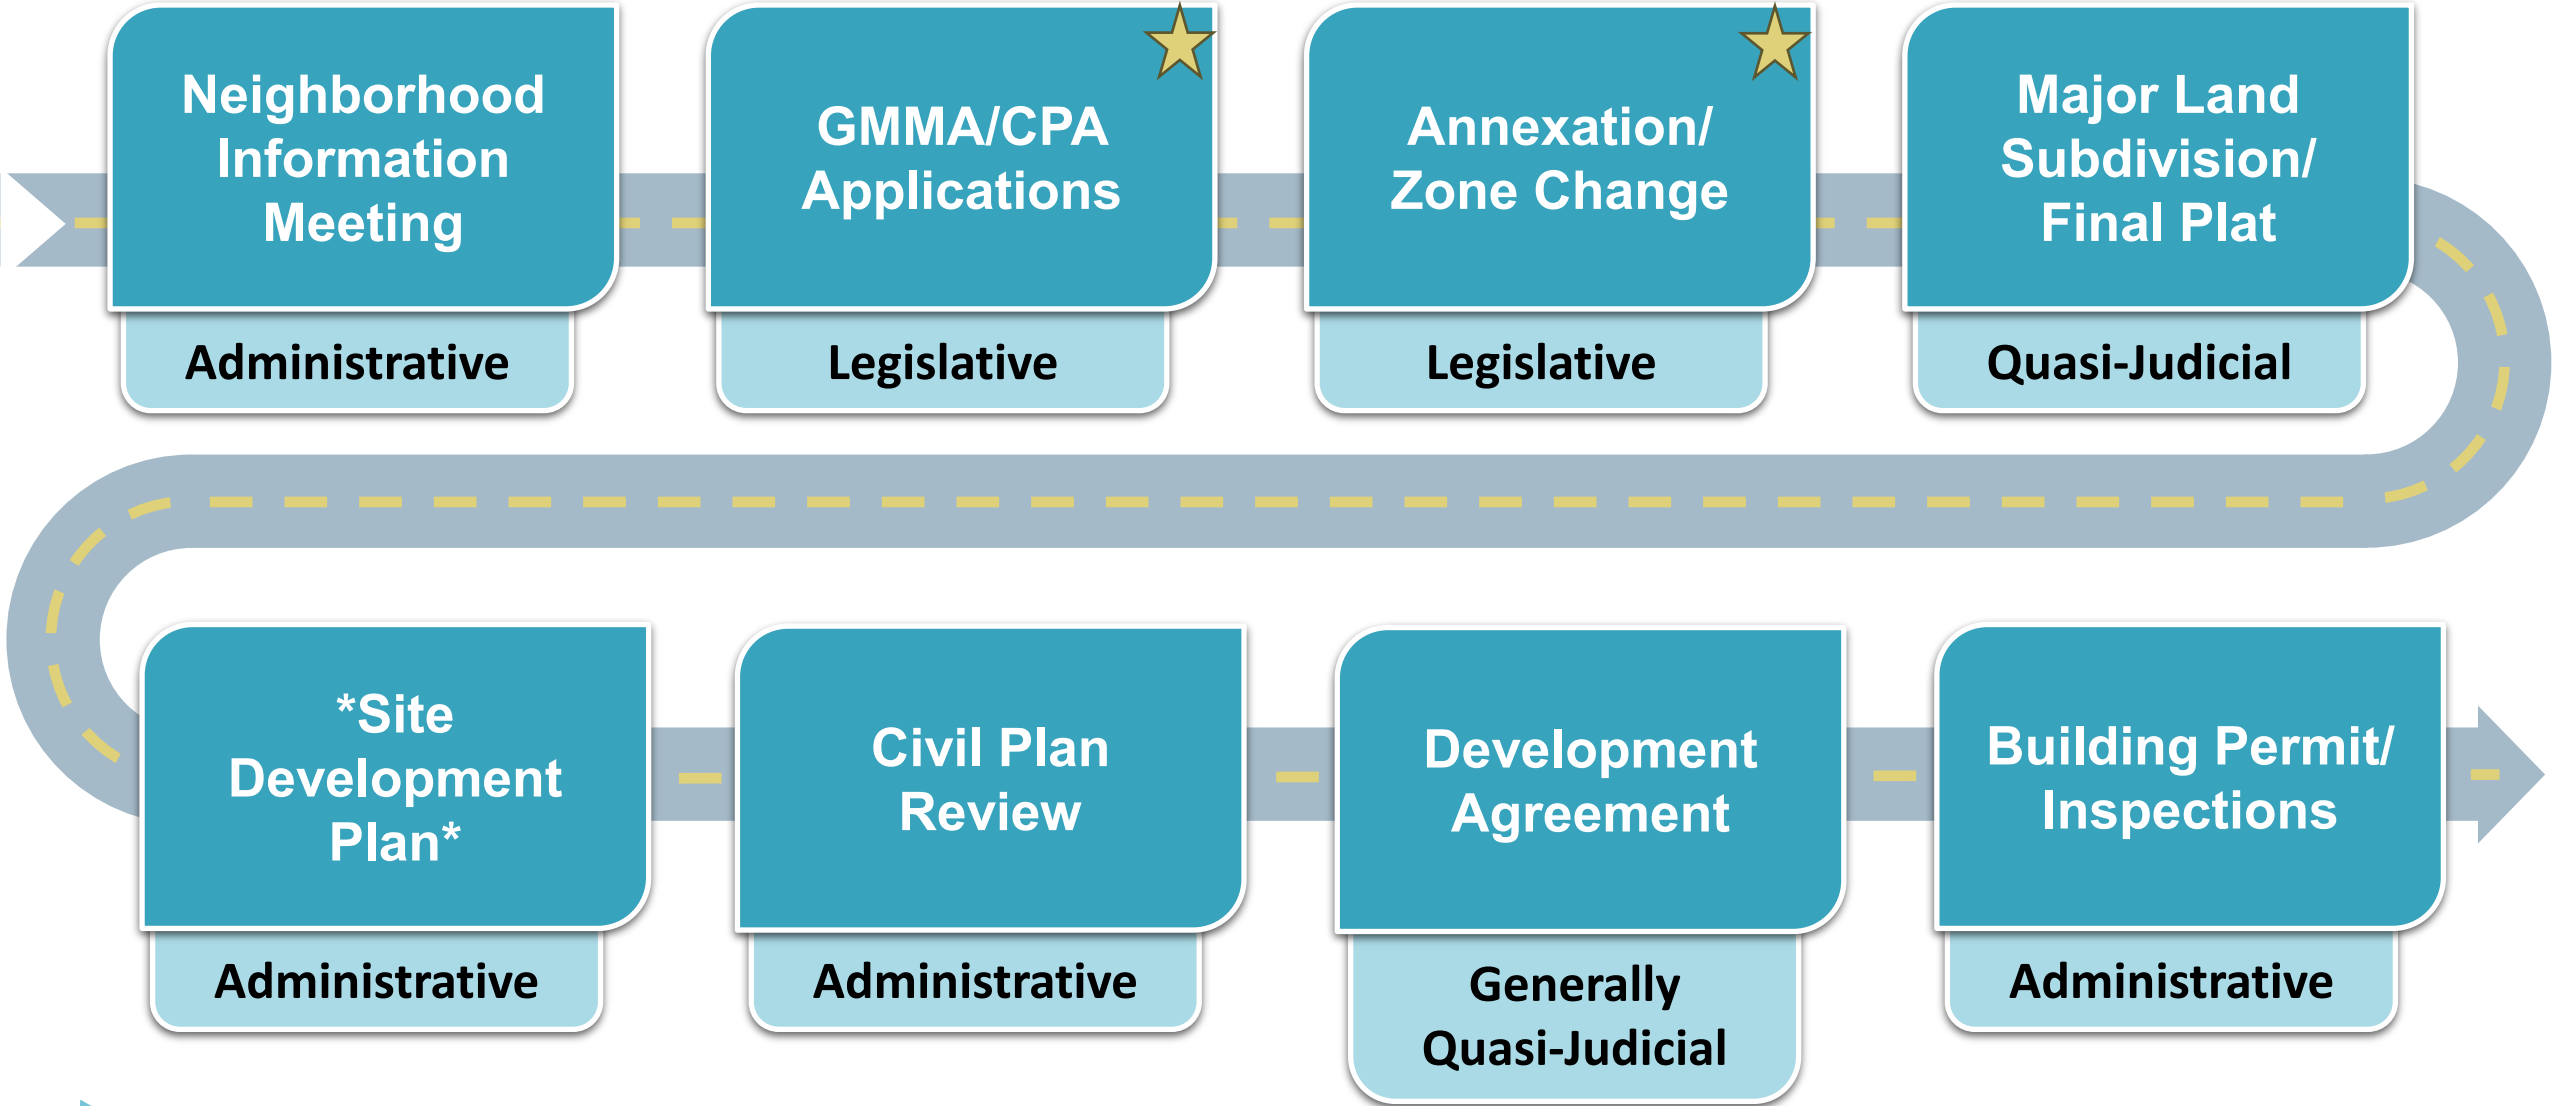 Neighborhood
Information
Meeting
Administrative
GMMA/CPA
Applications
Legislative
Annexation/
Zone Change
Legislative
Major Land
Subdivision/
Final Plat
Quasi-Judicial
*Site
Development
Plan*
Administrative
Civil Plan
Review
Administrative
Development
Agreement
Generally
Quasi-Judicial
Building Permit/
Inspections
Administrative